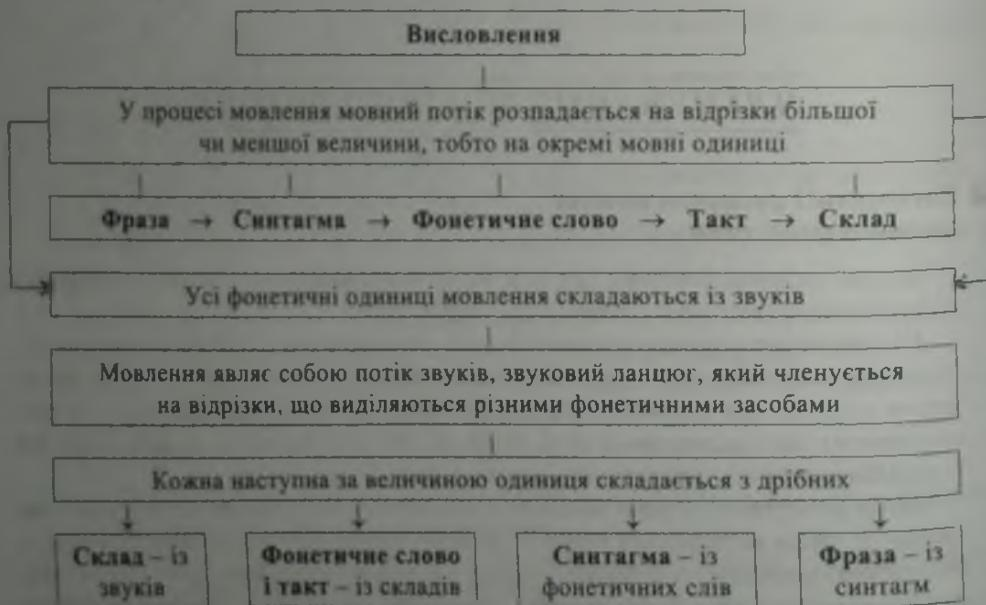 Висловлення
У процесі мовлення мовний потік розпадається на відрізки більшої
чи меншої величини, тобто на окремі мовні одиниці
Фраза → Синтагма → Фонетичне слово → Такт → Склад
Усі фонетичні одиниці мовлення складаються із звуків
Мовлення являє собою потік звуків, звуковий ланцюг, який членується
на відрізки, що виділяються різними фонетичними засобами
Кожна наступна за величиною одиниця складається з дрібних
Склад – із
звуків
Фонетичне слово
і такт – із складів
Синтагма – із
фонетичних слів
Фраза – із
синтагм